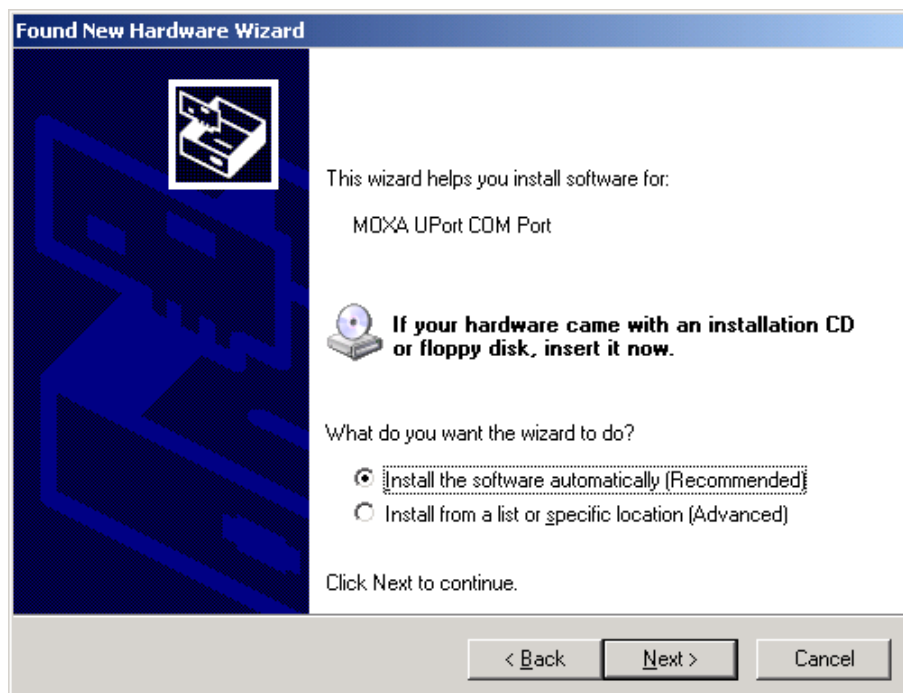 Found New Hardware Wizard
This wizard helps you install software for:
MOXA UPort COM Port
If your hardware came with an installation CD
or floppy disk, insert it now.
What do you want the wizard to do?
Install the software automatically (Recommended)
Install from a list or specific location (Advanced)
Click Next to continue.
< Back Next > Cancel